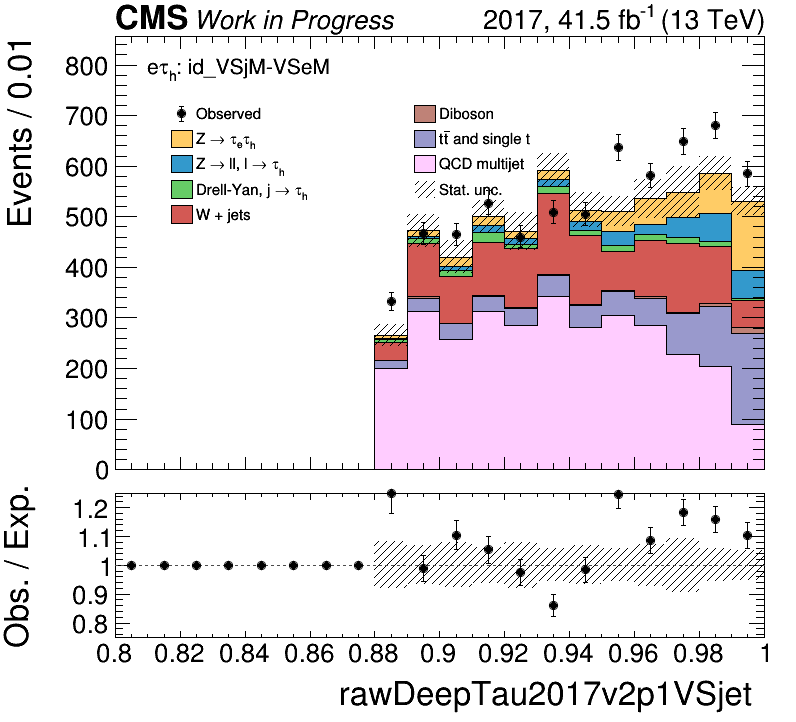 CMS Work in Progress 2017, 41.5 fb⁻¹ (13 TeV)
Events / 0.01
eτₕ: id_VSjM-VSeM
Observed
Z → τₑτₕ
Z → ll, l → τₕ
Drell-Yan, j → τₕ
W + jets
Diboson
tt̄ and single t
QCD multijet
Stat. unc.
800
700
600
500
400
300
200
100
0
Obs. / Exp.
1.2
1.1
1
0.9
0.8
0.8 0.82 0.84 0.86 0.88 0.9 0.92 0.94 0.96 0.98 1
rawDeepTau2017v2p1VSjet